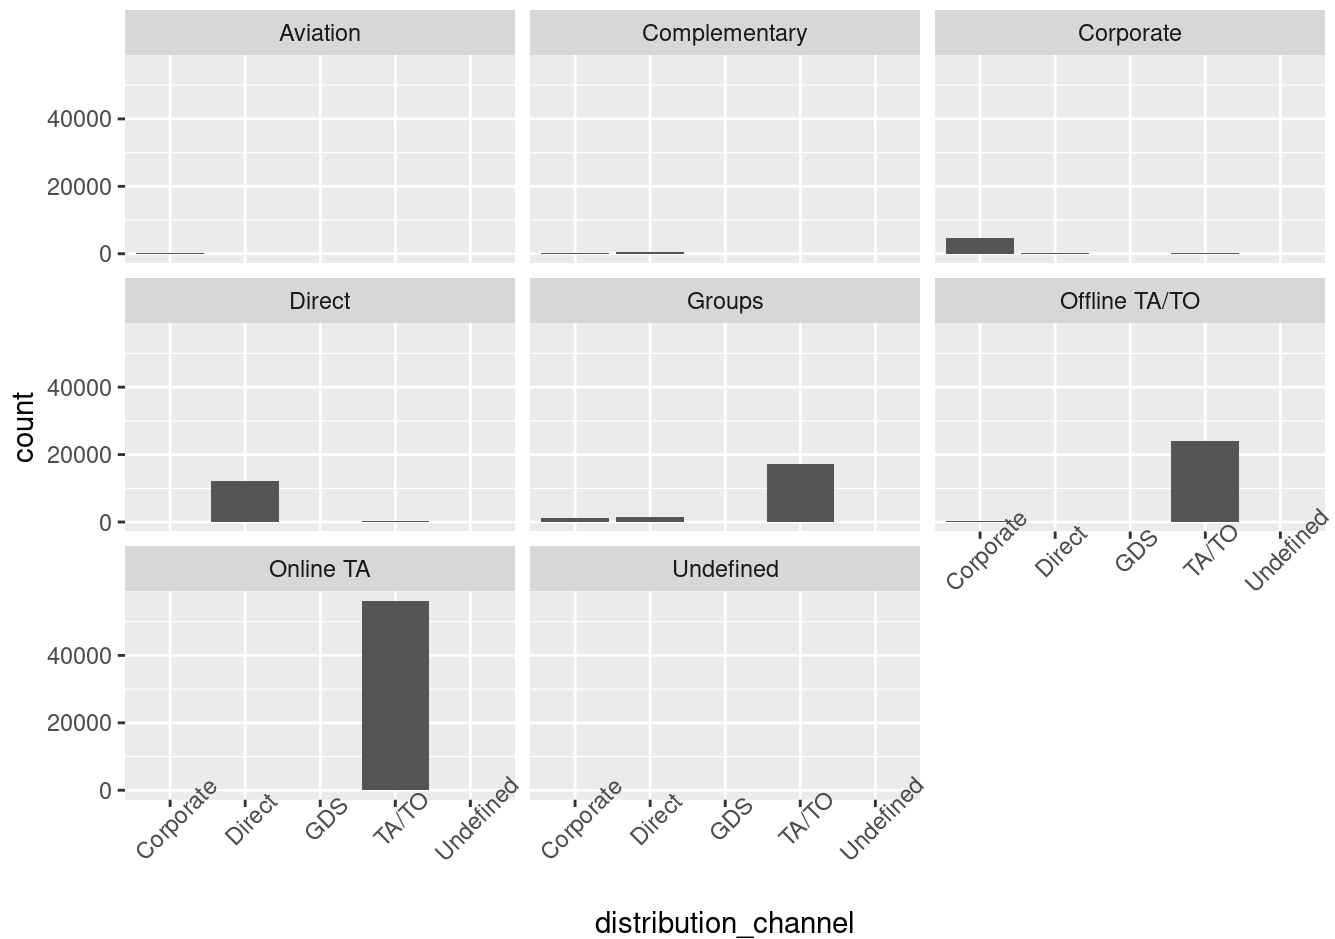 Aviation
Complementary
Corporate
40000
20000
0
Direct
Groups
Offline TA/TO
40000
20000
0
Corporate
Direct
GDS
TA/TO
Undefined
Online TA
Undefined
40000
20000
0
Corporate
Direct
GDS
TA/TO
Undefined
Corporate
Direct
GDS
TA/TO
Undefined
count
distribution_channel